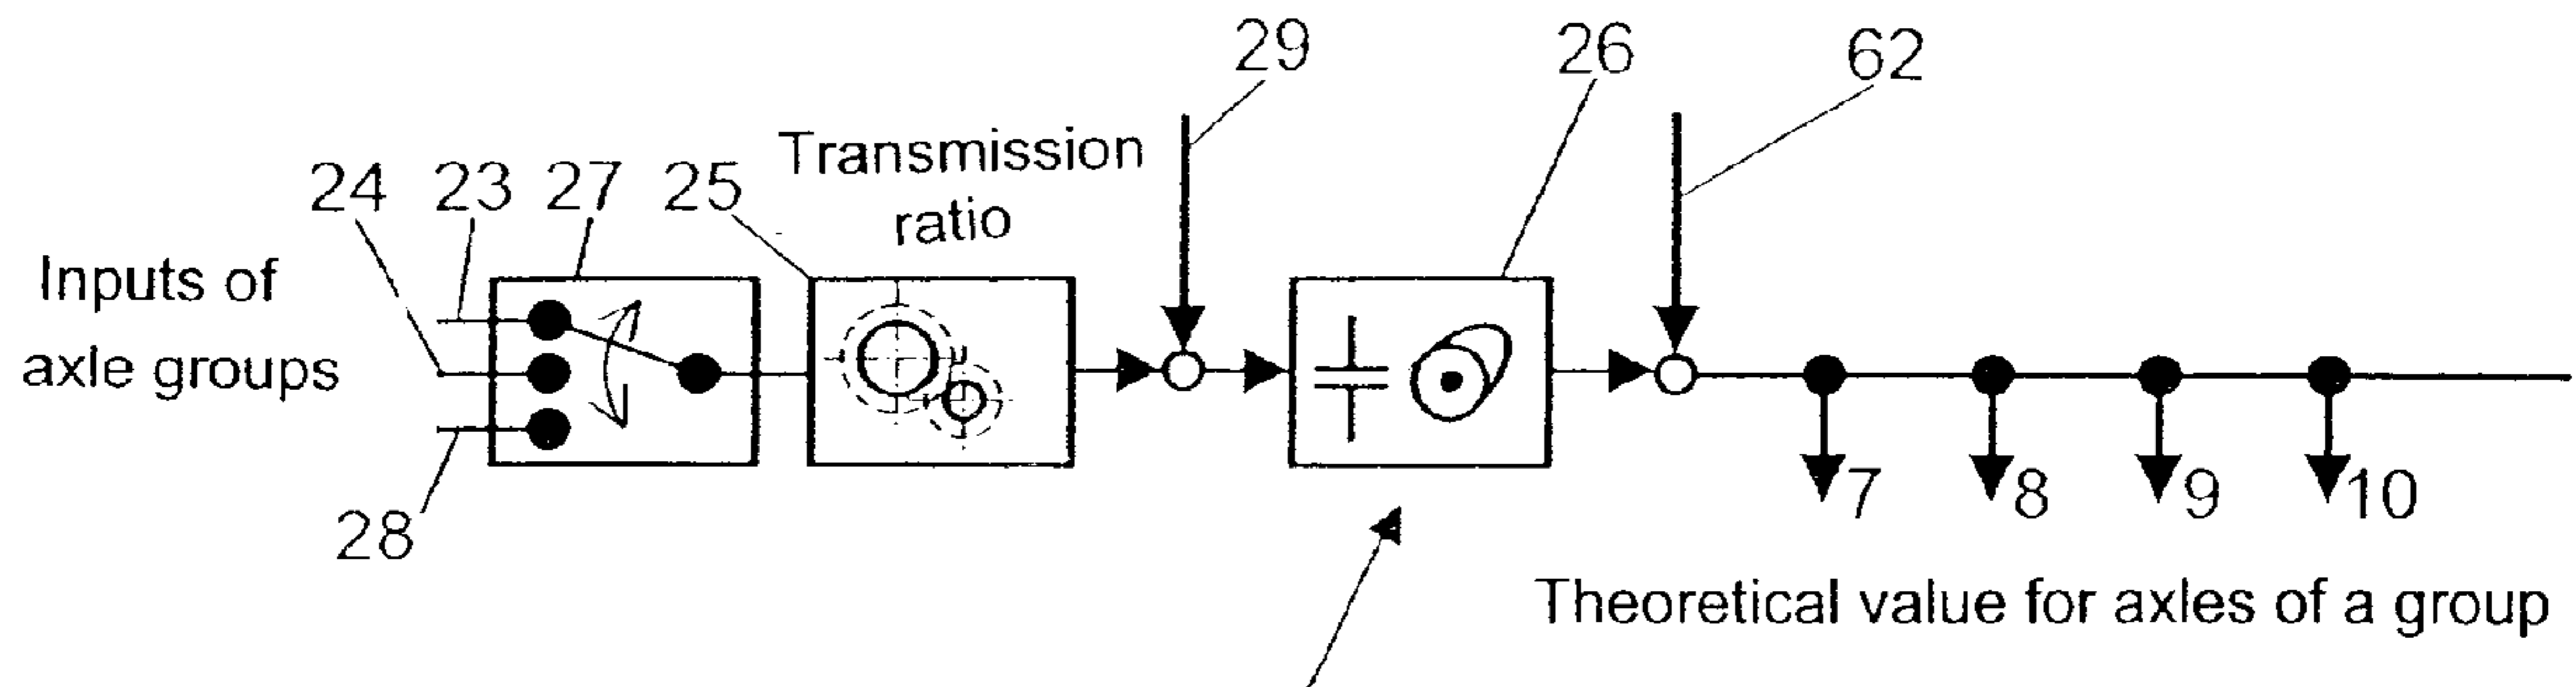 29
26
62
Transmission
ratio
24
23
27
25
Inputs of
axle groups
28
7
8
9
10
Theoretical value for axles of a group